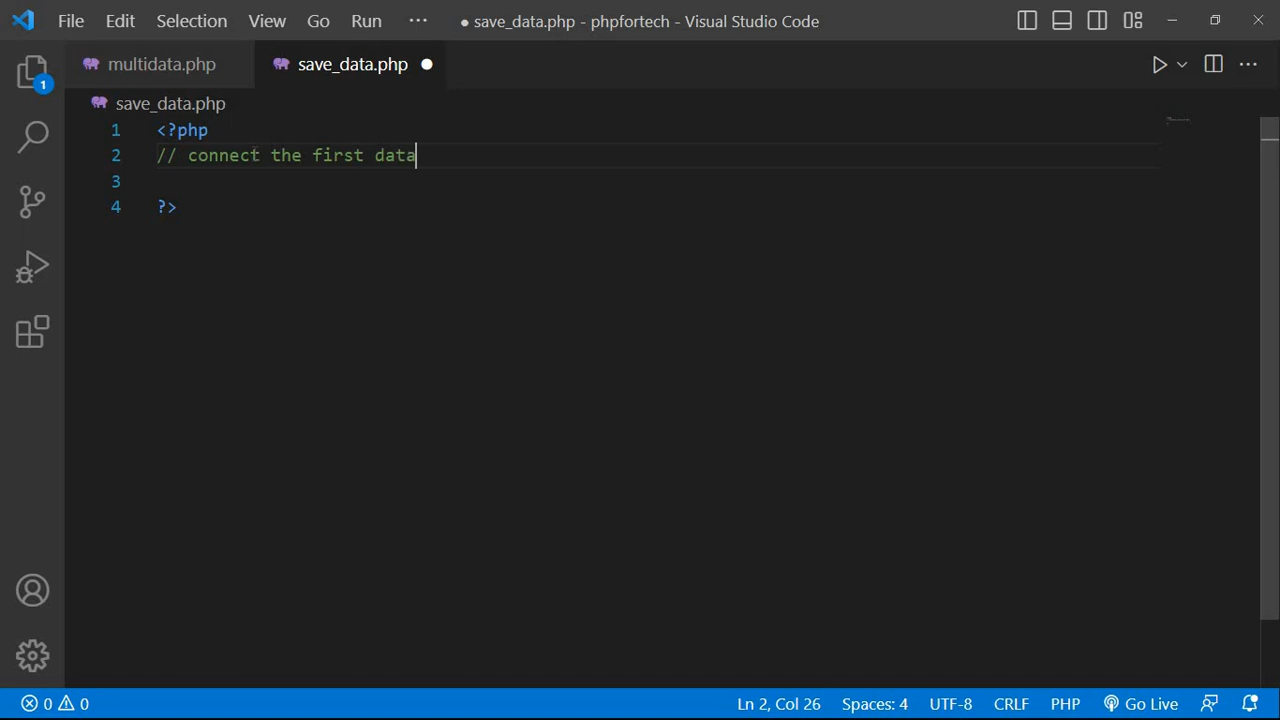 File Edit Selection View Go Run ··· ● save_data.php - phpfortech - Visual Studio Code
multidata.php save_data.php ●
1
save_data.php
1 <?php
2 // connect the first data
3
4 ?>
0 0 Ln 2, Col 26 Spaces: 4 UTF-8 CRLF PHP Go Live